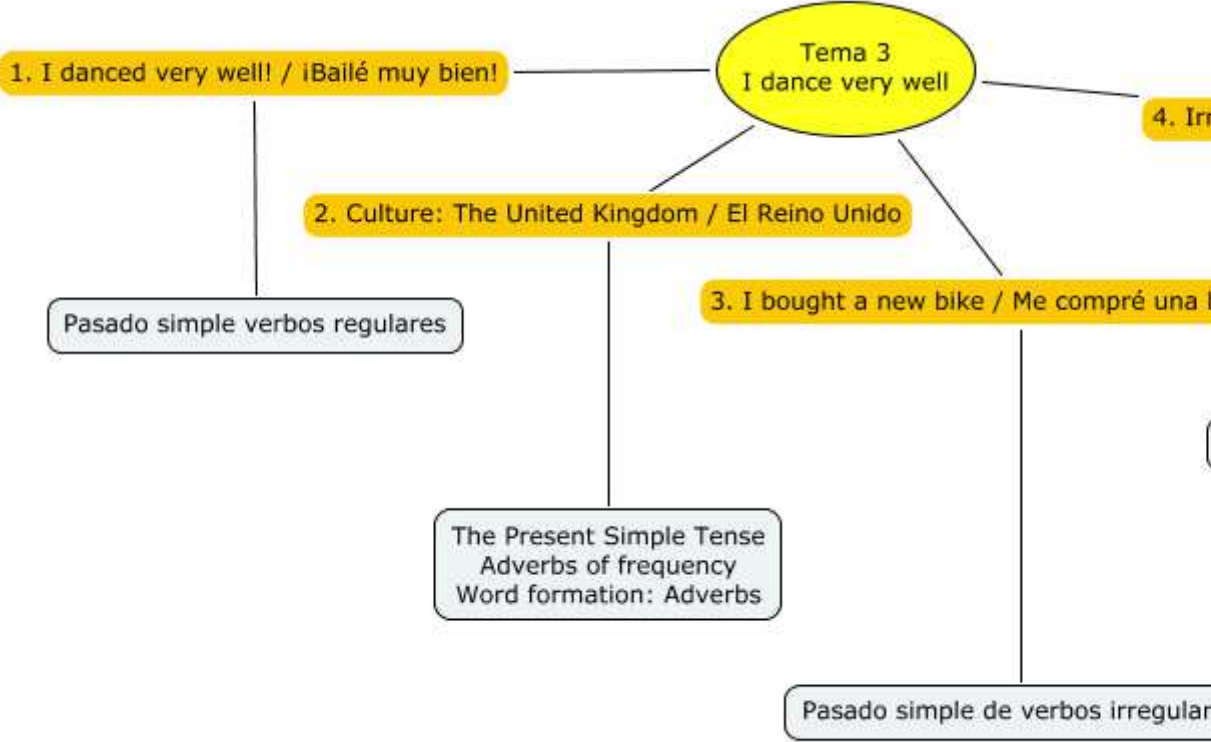 Tema 3
I dance very well
1. I danced very well! / ¡Bailé muy bien!
4.
2. Culture: The United Kingdom / El Reino Unido
3. I bought a new bike / Me compré una
Pasado simple verbos regulares
The Present Simple Tense
Adverbs of frequency
Word formation: Adverbs
Pasado simple de verbos